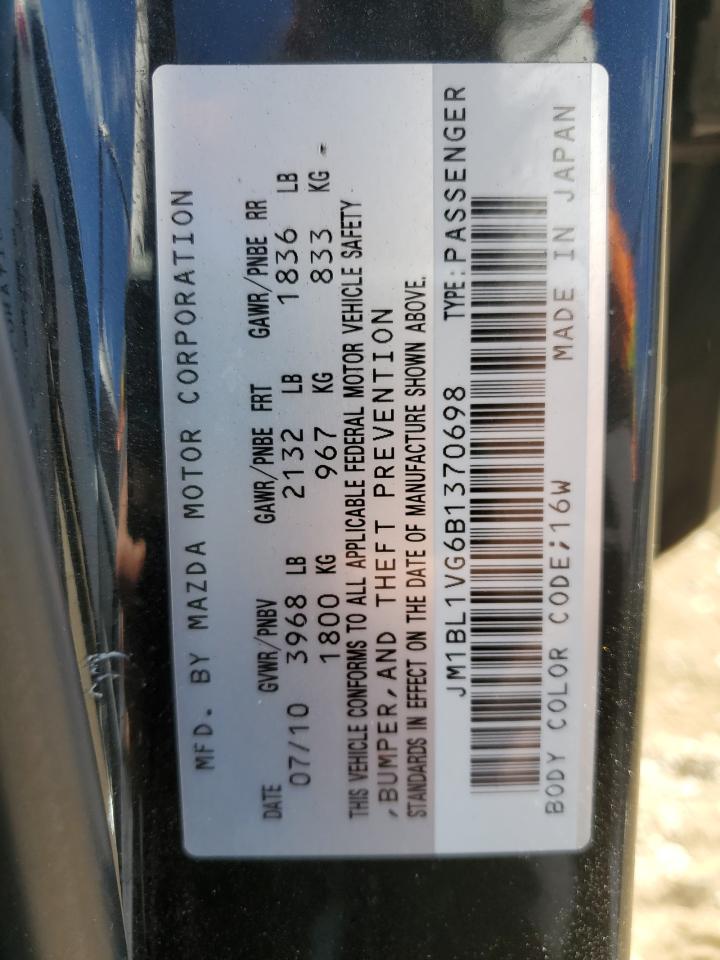 MFD. BY MAZDA MOTOR CORPORATION
DATE GVWR/PNBV GAWR/PNBE FRT GAWR/PNBE RR
07/10 3968 LB 2132 LB 1836 LB
1800 KG 967 KG 833 KG
THIS VEHICLE CONFORMS TO ALL APPLICABLE FEDERAL MOTOR VEHICLE SAFETY
,BUMPER,AND THEFT PREVENTION
STANDARDS IN EFFECT ON THE DATE OF MANUFACTURE SHOWN ABOVE.
JM1BL1VG6B1370698 TYPE:PASSENGER
BODY COLOR CODE;16W MADE IN JAPAN